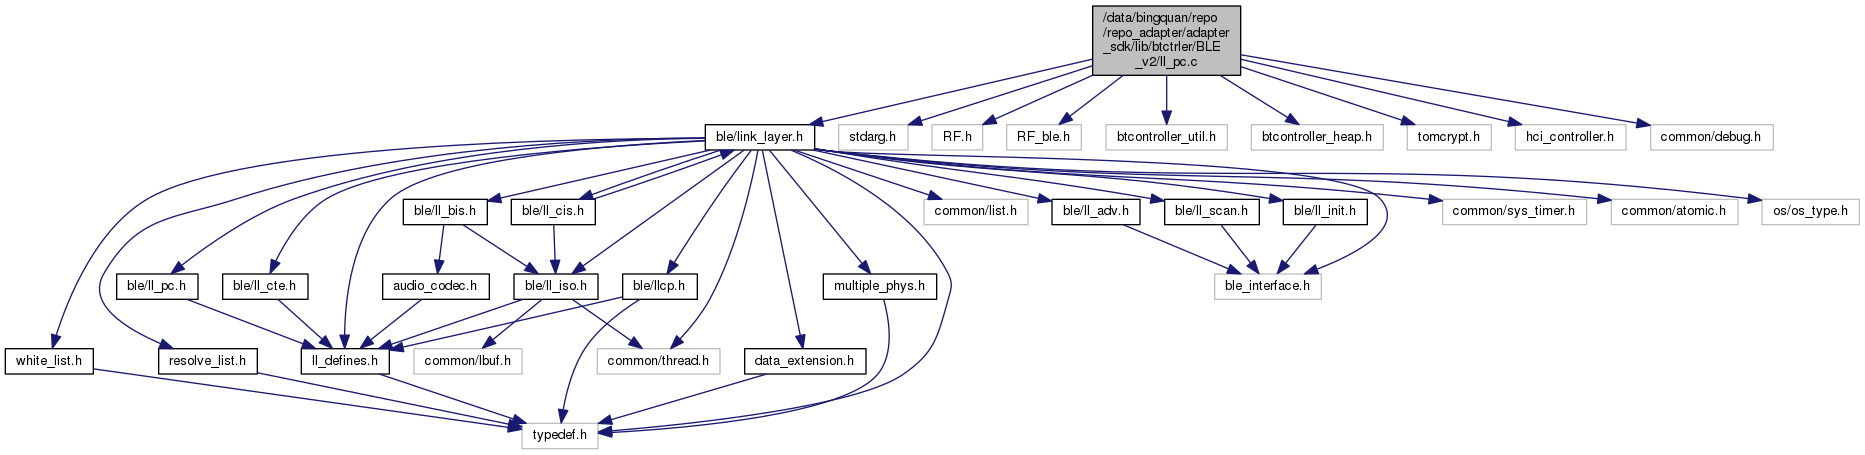 /data/bingquan/repo
/repo_adapter/adapter
_sdk/lib/btctrler/BLE
_v2/ll_pc.c
ble/link_layer.h
stdarg.h
RF.h
RF_ble.h
btcontroller_util.h
btcontroller_heap.h
tomcrypt.h
hci_controller.h
common/debug.h
ble/ll_bis.h
ble/ll_cis.h
common/list.h
ble/ll_adv.h
ble/ll_scan.h
ble/ll_init.h
common/sys_timer.h
common/atomic.h
os/os_type.h
ble/ll_pc.h
ble/ll_cte.h
audio_codec.h
ble/ll_iso.h
ble/llcp.h
multiple_phys.h
ble_interface.h
white_list.h
resolve_list.h
ll_defines.h
common/lbuf.h
common/thread.h
data_extension.h
typedef.h